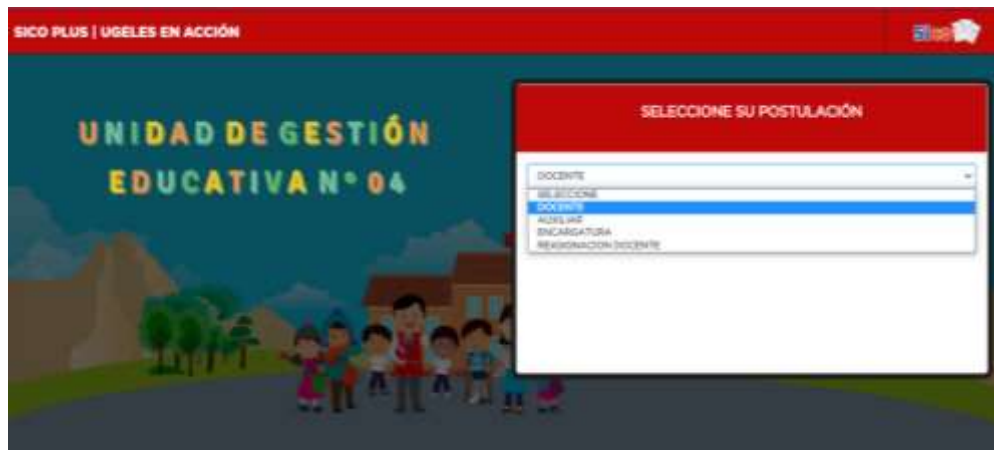 SICO PLUS | UGELES EN ACCIÓN
sico
UNIDAD DE GESTIÓN
EDUCATIVA N° 04
SELECCIONE SU POSTULACIÓN
DOCENTE
SELECCIONE
DOCENTE
AUXILIAR
ENCARGATURA
REASIGNACION DOCENTE